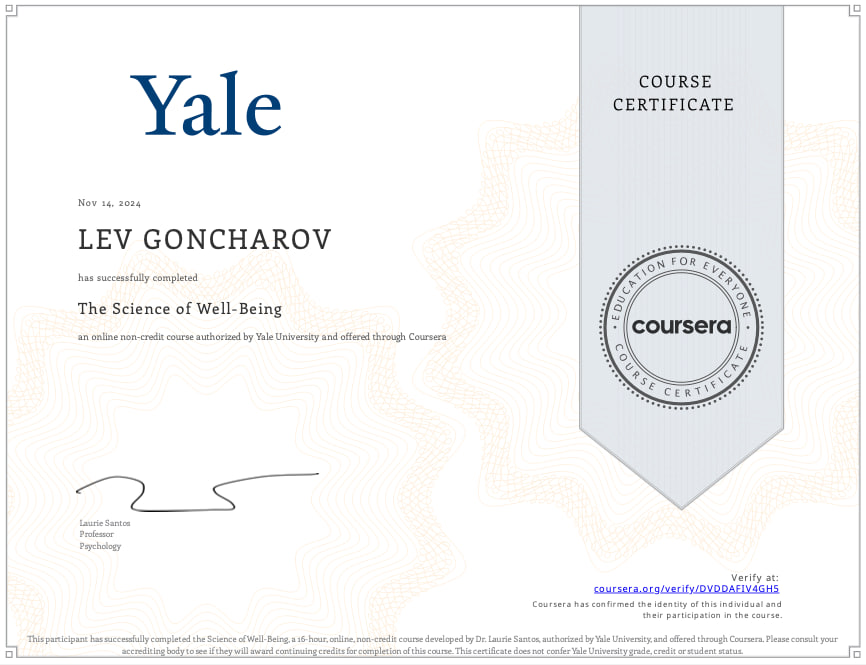 Yale
COURSE
CERTIFICATE
Nov 14, 2024
LEV GONCHAROV
has successfully completed
The Science of Well-Being
an online non-credit course authorized by Yale University and offered through Coursera
EDUCATION FOR EVERYONE
coursera
COURSE CERTIFICATE
Laurie Santos
Professor
Psychology
Verify at:
coursera.org/verify/DVDDAFIV4GH5
Coursera has confirmed the identity of this individual and
their participation in the course.
This participant has successfully completed the Science of Well-Being, a 16-hour, online, non-credit course developed by Dr. Laurie Santos, authorized by Yale University, and offered through Coursera. Please consult your
accrediting body to see if they will award continuing credits for completion of this course. This certificate does not confer Yale University grade, credit or student status.